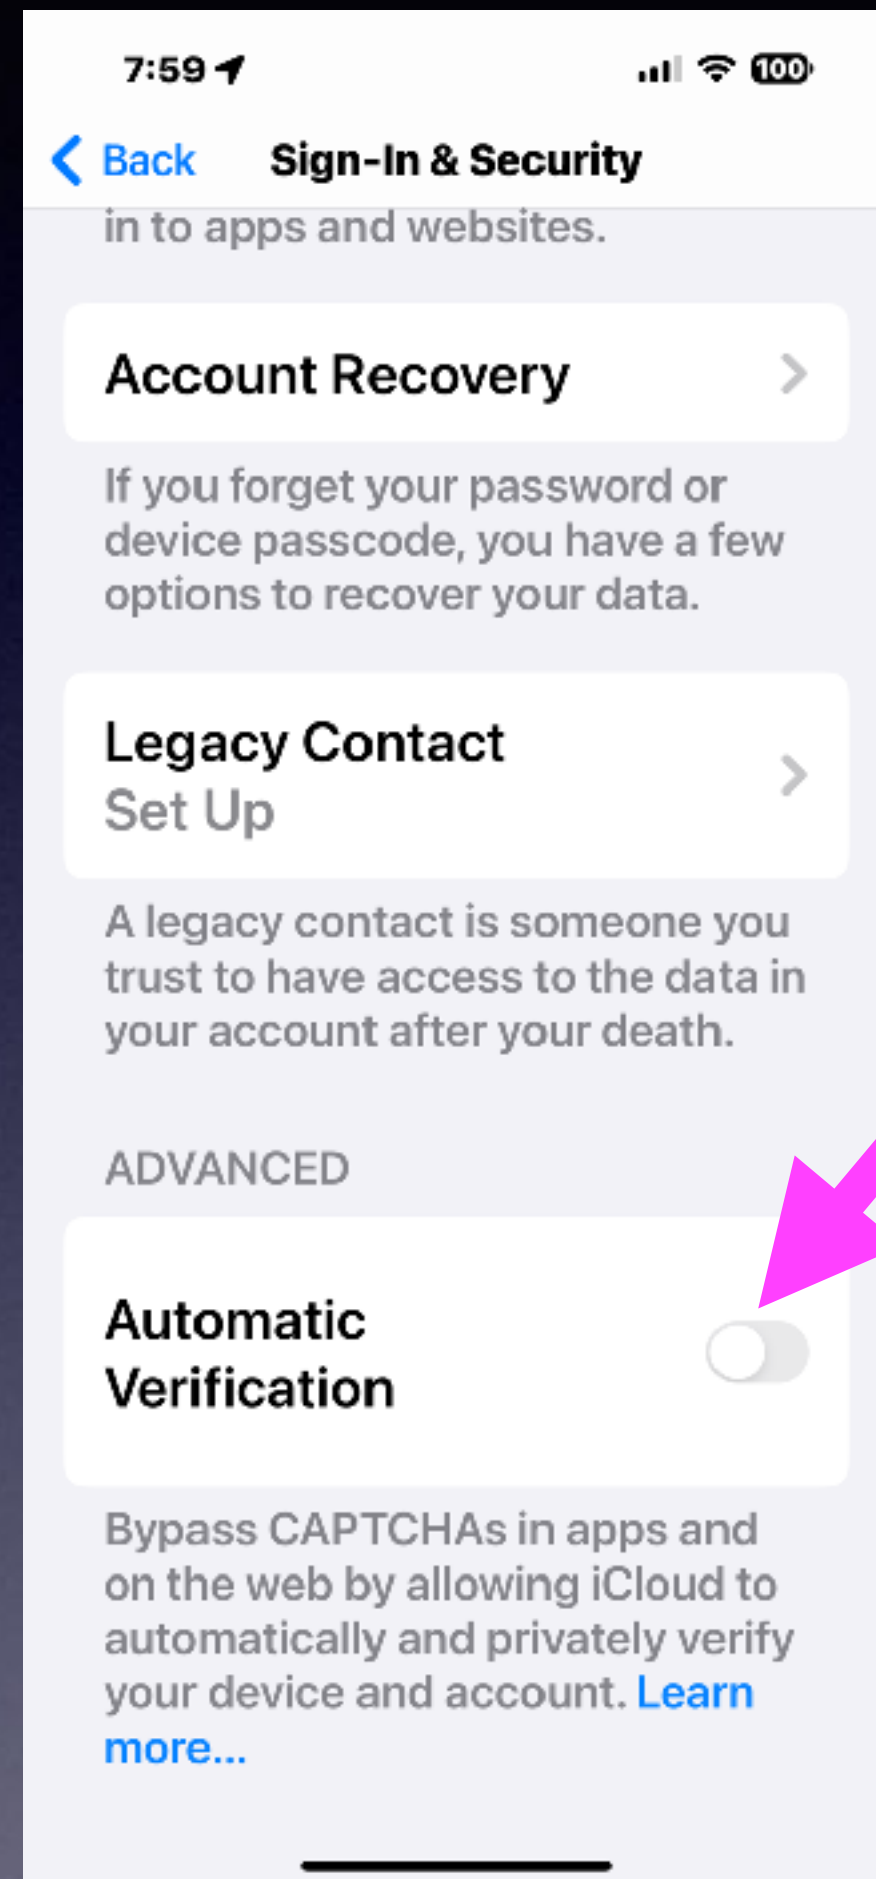 7:59
100
Back Sign-In & Security
in to apps and websites.
Account Recovery
If you forget your password or
device passcode, you have a few
options to recover your data.
Legacy Contact
Set Up
A legacy contact is someone you
trust to have access to the data in
your account after your death.
ADVANCED
Automatic
Verification
Bypass CAPTCHAs in apps and
on the web by allowing iCloud to
automatically and privately verify
your device and account. Learn
more...